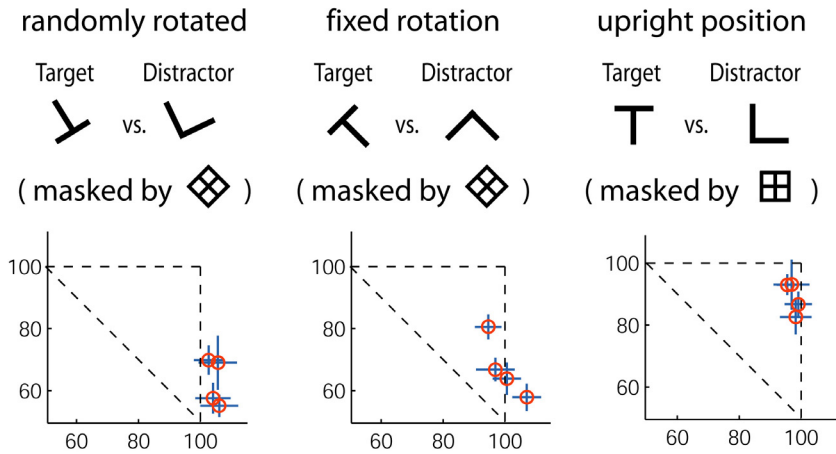 randomly rotated
Target Distractor
vs.
( masked by )
100
80
60
60 80 100
fixed rotation
Target Distractor
vs.
( masked by )
100
80
60
60 80 100
upright position
Target Distractor
vs.
( masked by )
100
80
60
60 80 100